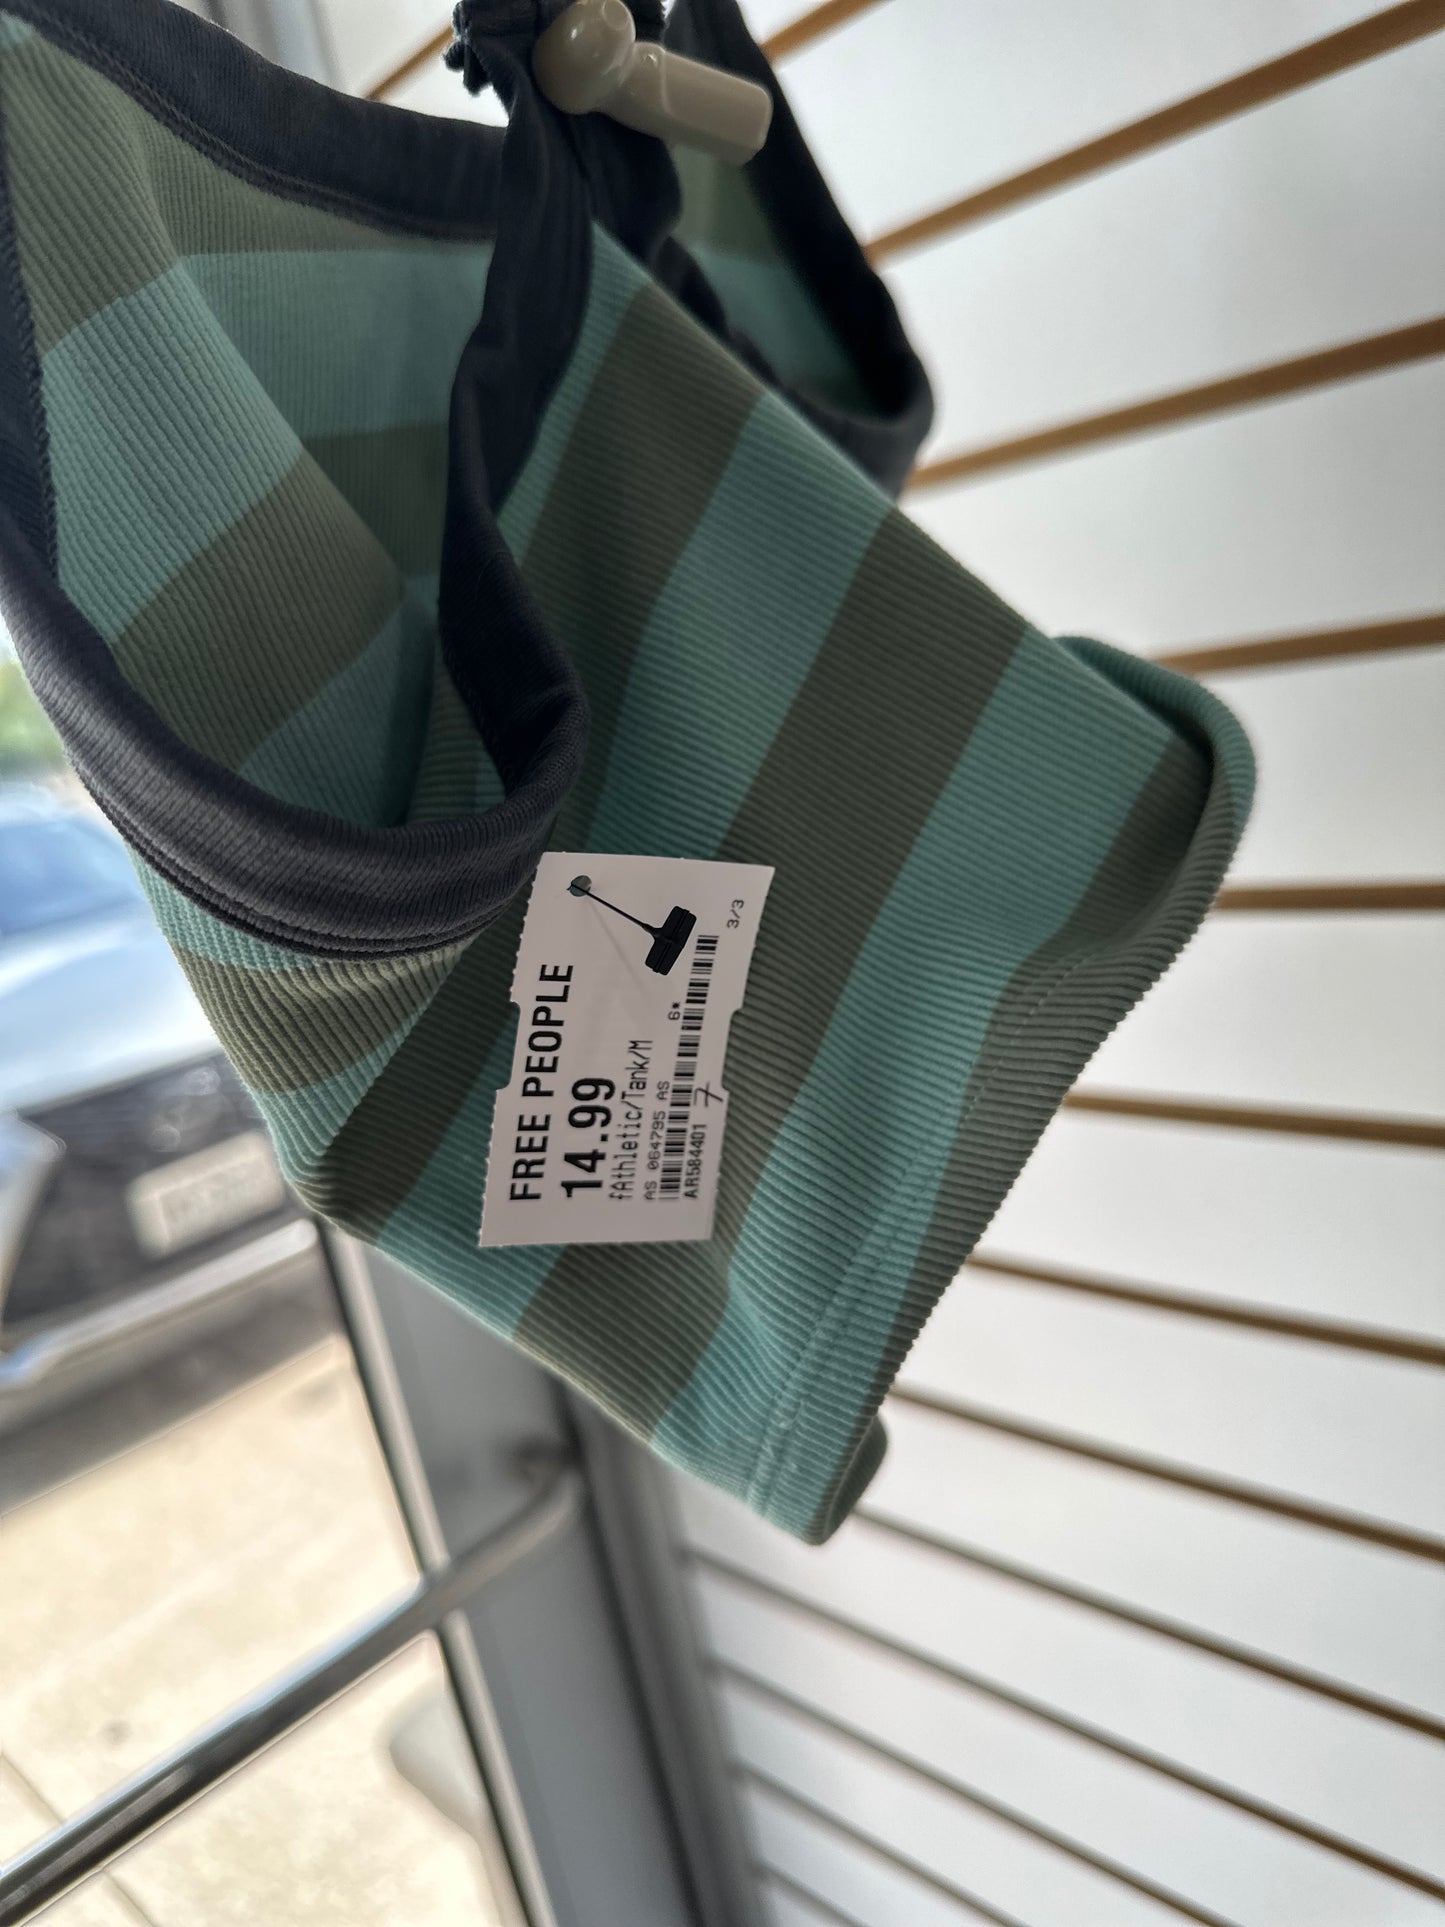 FREE PEOPLE
14.99
fAthletic/Tank/M
AS 064795 AS 6*
AR584401 7
3/3